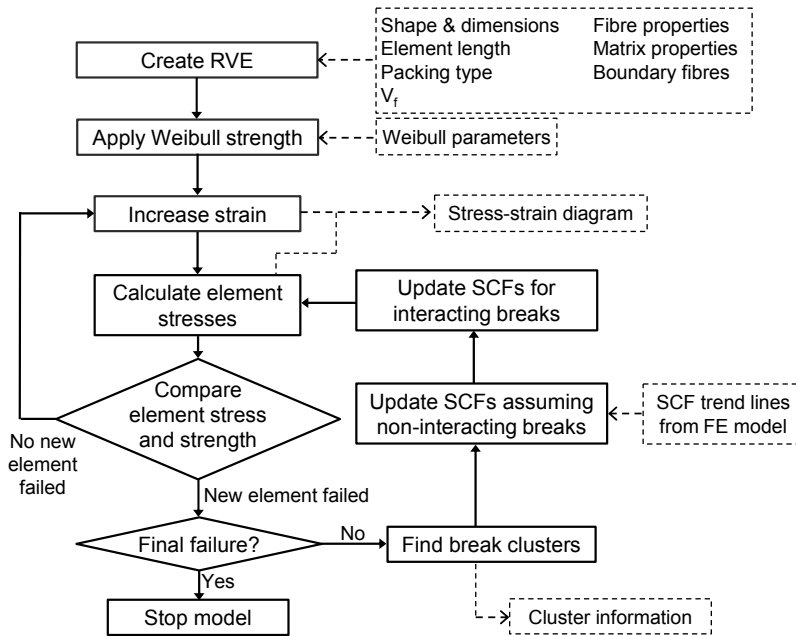 Shape & dimensions Fibre properties
Element length Matrix properties
Packing type Boundary fibres
Vf
Create RVE
Apply Weibull strength
Weibull parameters
Increase strain
Stress-strain diagram
Calculate element
stresses
Update SCFs for
interacting breaks
Compare
element stress
and strength
Update SCFs assuming
non-interacting breaks
SCF trend lines
from FE model
No new
element
failed
New element failed
Final failure?
No
Find break clusters
Yes
Stop model
Cluster information